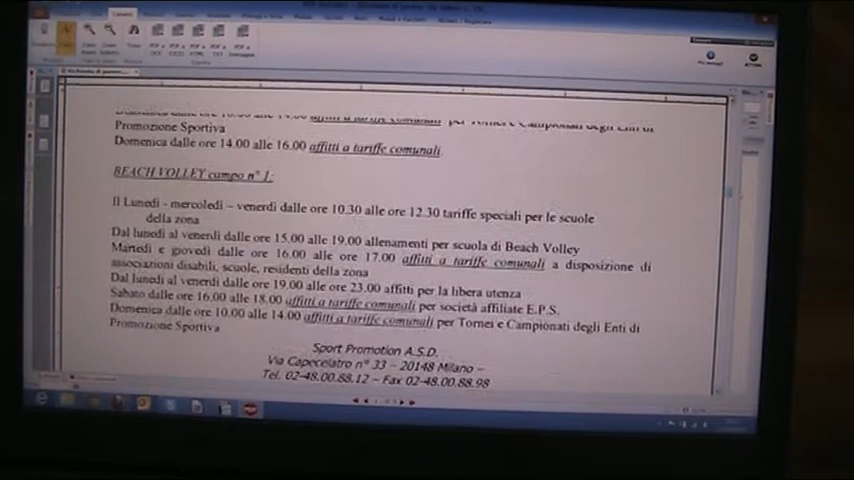 Promozione Sportiva
Domenica dalle ore 14.00 alle 16.00 affitti a tariffe comunali
BEACH VOLLEY campo n° 1:
Il Lunedì - mercoledì – venerdì dalle ore 10.30 alle ore 12.30 tariffe speciali per le scuole
della zona
Dal lunedì al venerdì dalle ore 15.00 alle 19.00 allenamenti per scuola di Beach Volley
Martedì e giovedì dalle ore 16.00 alle ore 17.00 affitti a tariffe comunali a disposizione di
associazioni disabili, scuole, residenti della zona
Dal lunedì al venerdì dalle ore 19.00 alle ore 23.00 affitti per la libera utenza
Sabato dalle ore 16.00 alle 18.00 affitti a tariffe comunali per società affiliate E.P.S.
Domenica dalle ore 10.00 alle 14.00 affitti a tariffe comunali per Tornei e Campionati degli Enti di
Promozione Sportiva
Sport Promotion A.S.D.
Via Capecelatro n° 33 – 20148 Milano –
Tel. 02-48.00.88.12 – Fax 02-48.00.88.98